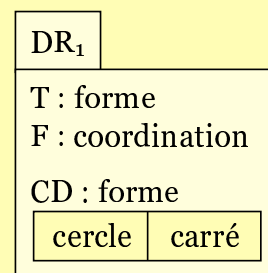 DR₁
T : forme
F : coordination
CD : forme
cercle carré